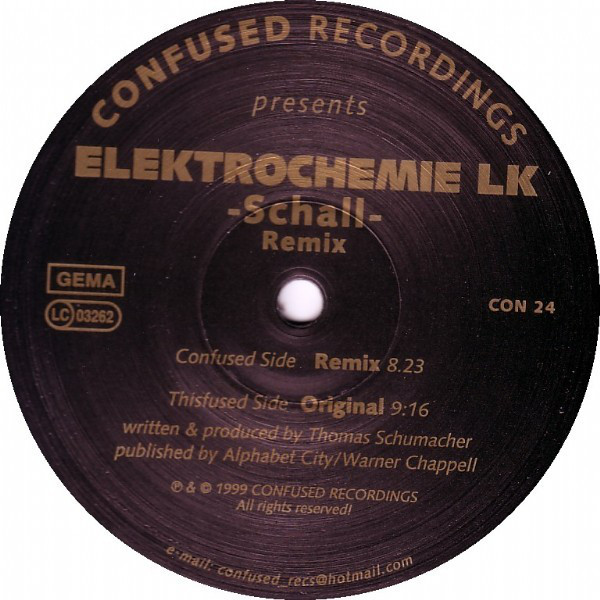 CONFUSED RECORDINGS
presents
ELEKTROCHEMIE LK
-Schall-
Remix
GEMA
LC 03262
CON 24
Confused Side Remix 8.23
Thisfused Side Original 9:16
written & produced by Thomas Schumacher
published by Alphabet City/Warner Chappell
℗ & © 1999 CONFUSED RECORDINGS
All rights reserved!
e-mail: confused_recs@hotmail.com